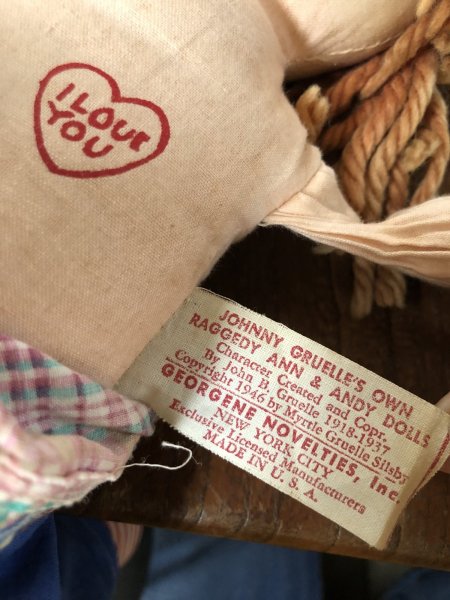 I LOVE
YOU
JOHNNY GRUELLE'S OWN
RAGGEDY ANN & ANDY DOLLS
Character Created and Copr.
By John B. Gruelle 1918-1937
Copyright 1946 by Myrtle Gruelle Silsby
GEORGENE NOVELTIES, Inc.
NEW YORK CITY
Exclusive Licensed Manufacturers
MADE IN U.S.A.